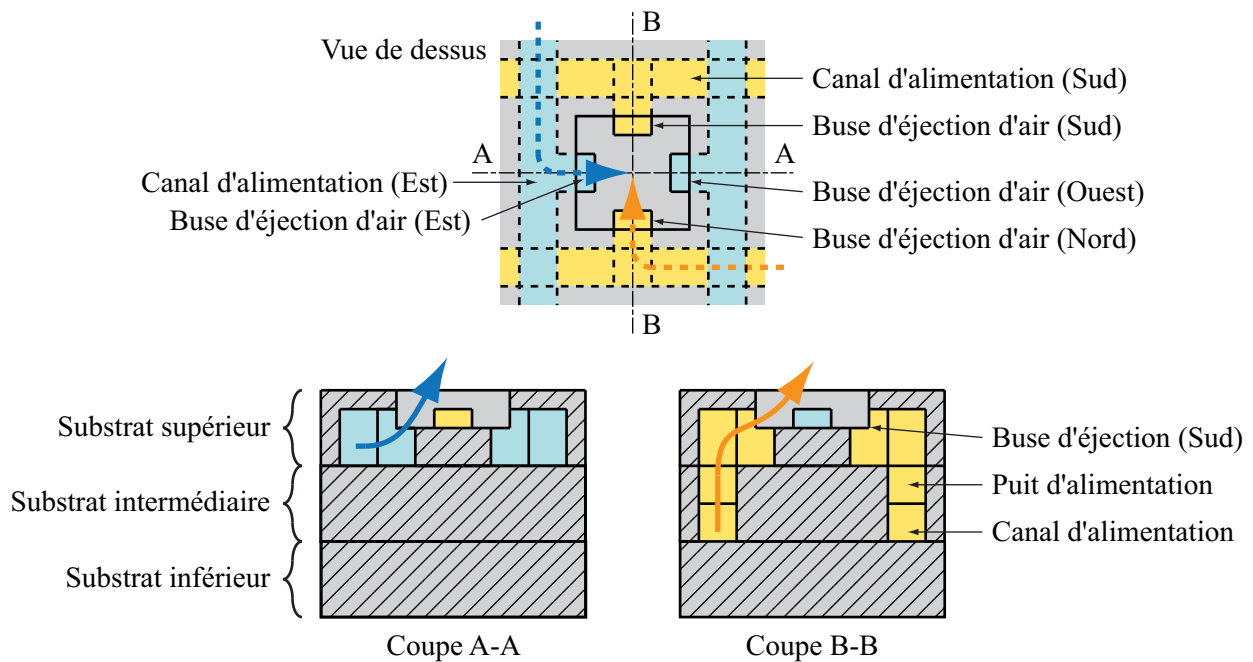 B
Vue de dessus
Canal d'alimentation (Sud)
Buse d'éjection d'air (Sud)
A
A
Canal d'alimentation (Est)
Buse d'éjection d'air (Ouest)
Buse d'éjection d'air (Est)
Buse d'éjection d'air (Nord)
B
Substrat supérieur
Buse d'éjection (Sud)
Substrat intermédiaire
Puit d'alimentation
Canal d'alimentation
Substrat inférieur
Coupe A-A
Coupe B-B